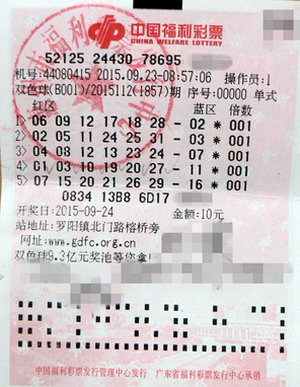 中国福利彩票
CHINA WELFARE LOTTERY
52125 24430 78695
机号:44080415 2015.09.23-08:57:06 操作员:1
双色球(B001)/2015112(1857)期 序号:00000 单式
红区 蓝区 倍数
1>06 09 12 17 18 28 - 02 * 001
2>02 05 11 24 25 31 - 03 * 001
3>04 08 12 13 23 24 - 07 * 001
4>01 03 10 19 20 27 - 11 * 001
5>07 15 20 21 26 29 - 16 * 001
0834 13B8 6D17
开奖日:2015-09-24 金额:10元
站地址:罗阳镇北门路榕桥旁
网址:www.gdfc.org.cn
双色球9.3亿元奖池等你拿!
中国福利彩票发行管理中心发行 广东省福利彩票发行中心承销